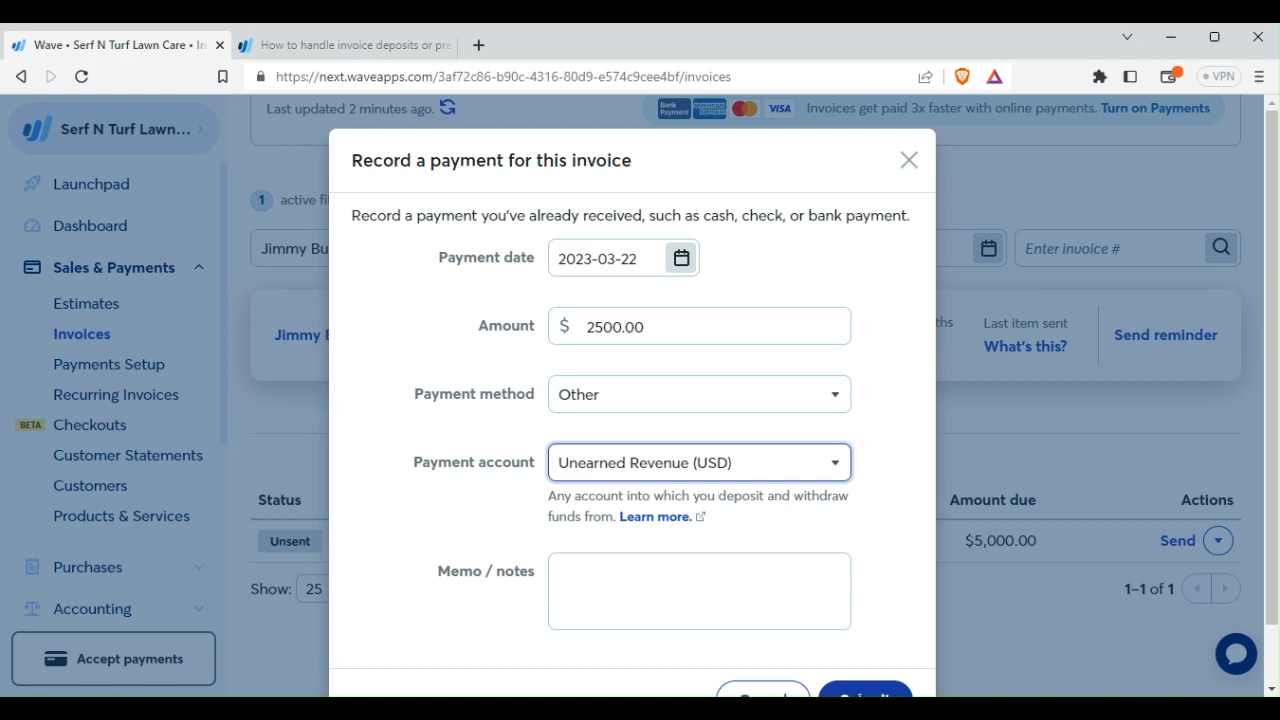 Wave • Serf N Turf Lawn Care • In
How to handle invoice deposits or pre
https://next.waveapps.com/3af72c86-b90c-4316-80d9-e574c9cee4bf/invoices
VPN
Serf N Turf Lawn...
Launchpad
Dashboard
Sales & Payments
Estimates
Invoices
Payments Setup
Recurring Invoices
BETA Checkouts
Customer Statements
Customers
Products & Services
Purchases
Accounting
Accept payments
Last updated 2 minutes ago.
Bank Payment
VISA
Invoices get paid 3x faster with online payments. Turn on Payments
1 active fi
Jimmy Bu
Enter invoice #
Jimmy B
ths
Last item sent
What's this?
Send reminder
Status
Amount due
Actions
Unsent
$5,000.00
Send
Show: 25
1–1 of 1
Record a payment for this invoice
Record a payment you've already received, such as cash, check, or bank payment.
Payment date
2023-03-22
Amount
$ 2500.00
Payment method
Other
Payment account
Unearned Revenue (USD)
Any account into which you deposit and withdraw
funds from. Learn more.
Memo / notes